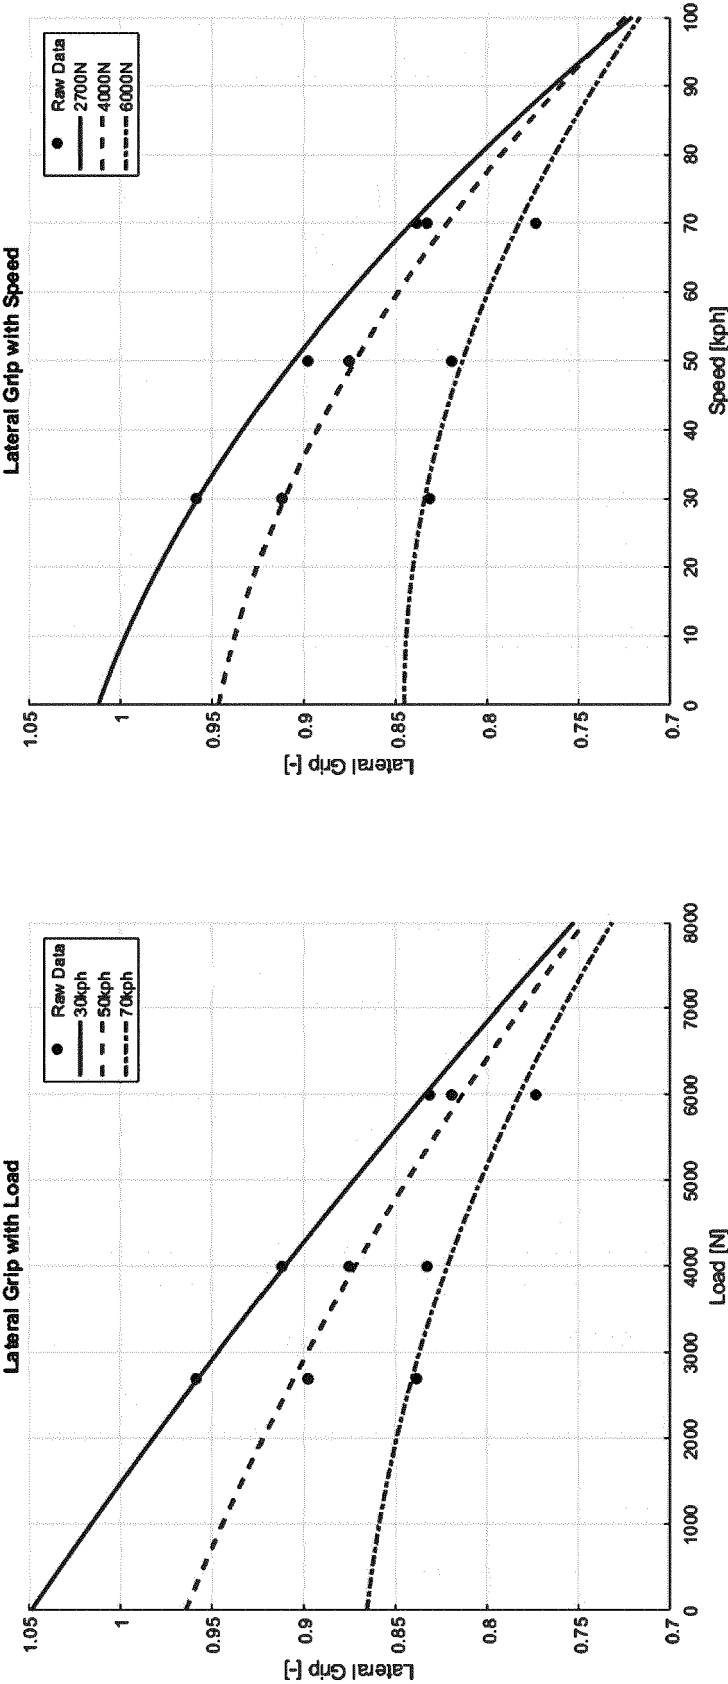 Lateral Grip with Load
Raw Data
30kph
50kph
70kph
Lateral Grip [-]
1.05
1
0.95
0.9
0.85
0.8
0.75
0.7
0
1000
2000
3000
4000
5000
6000
7000
8000
Load [N]
Lateral Grip with Speed
Raw Data
2700N
4000N
6000N
Lateral Grip [-]
1.05
1
0.95
0.9
0.85
0.8
0.75
0.7
0
10
20
30
40
50
60
70
80
90
100
Speed [kph]